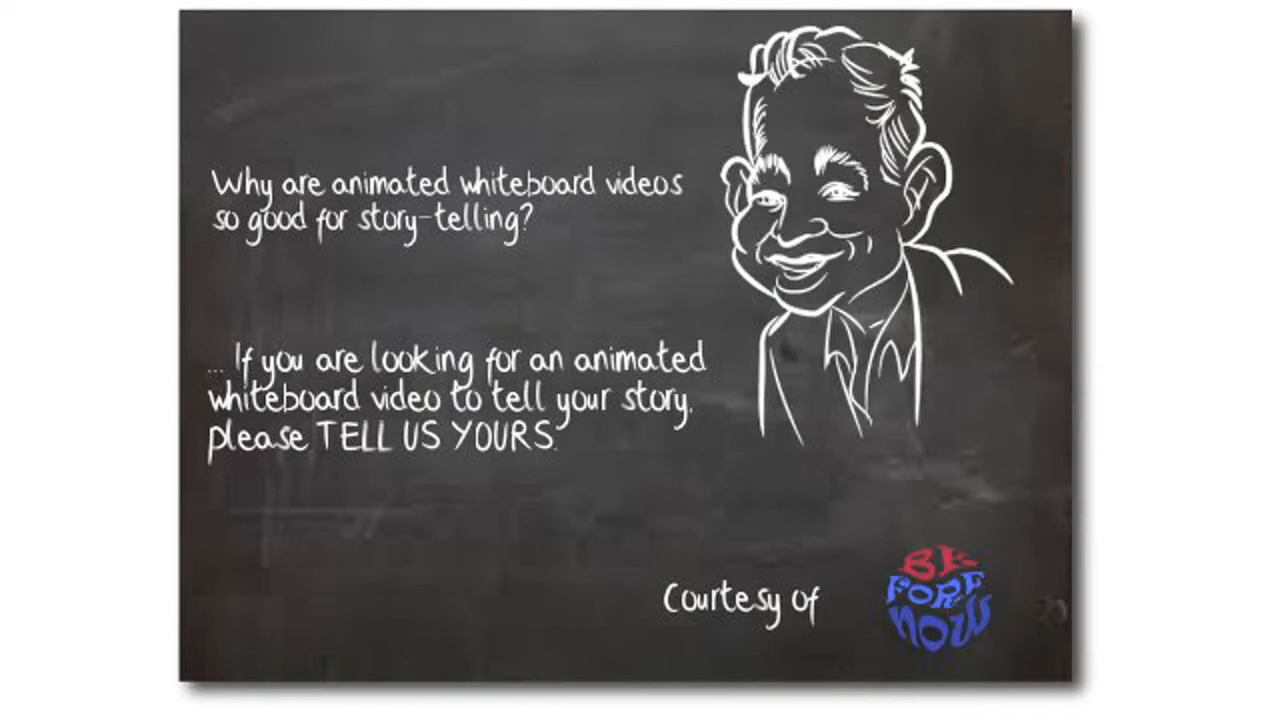 Why are animated whiteboard videos
so good for story-telling?
... If you are looking for an animated
whiteboard video to tell your story,
please TELL US YOURS.
Courtesy of
BE
FORE
NOW